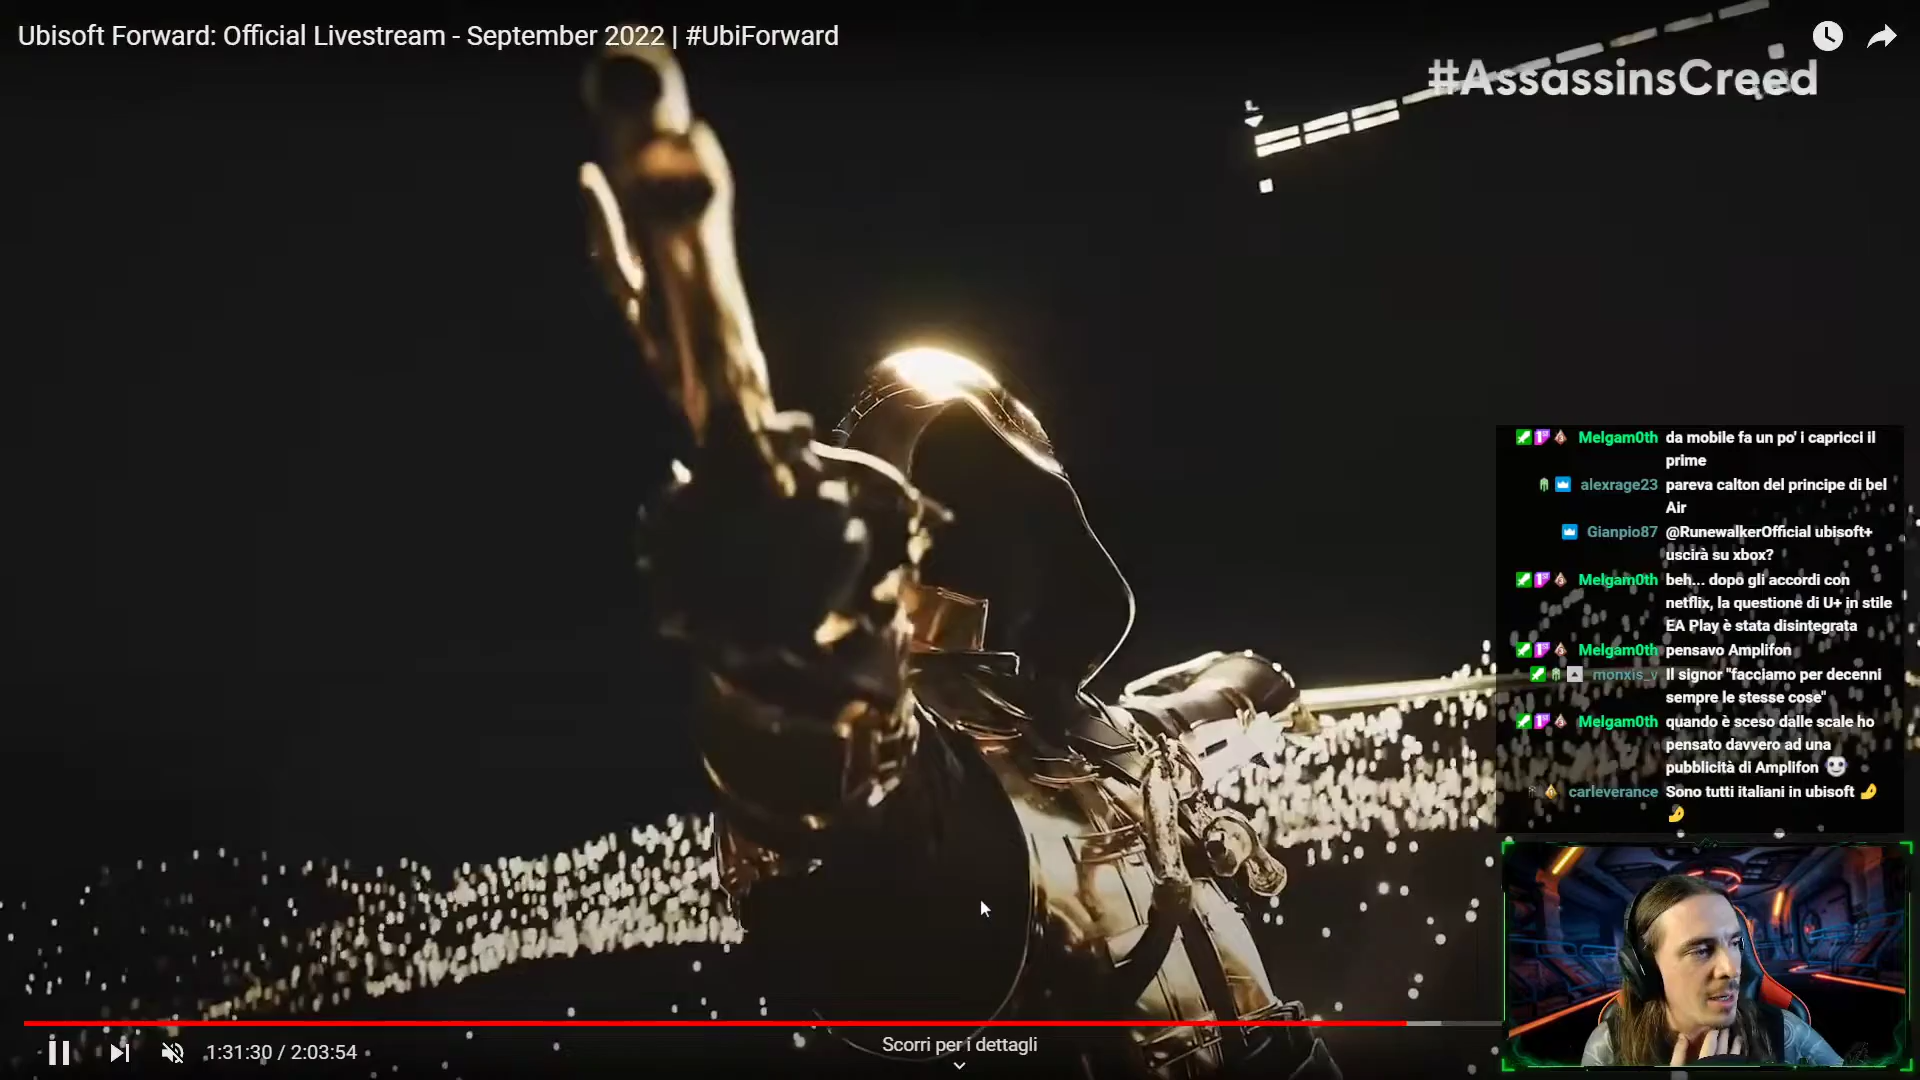 Ubisoft Forward: Official Livestream - September 2022 | #UbiForward
#AssassinsCreed
Melgam0th da mobile fa un po' i capricci il
prime
alexrage23 pareva calton del principe di bel
Air
Gianpio87 @RunewalkerOfficial ubisoft+
uscirà su xbox?
Melgam0th beh... dopo gli accordi con
netflix, la questione di U+ in stile
EA Play è stata disintegrata
Melgam0th pensavo Amplifon
monxis_v Il signor "facciamo per decenni
sempre le stesse cose"
Melgam0th quando è sceso dalle scale ho
pensato davvero ad una
pubblicità di Amplifon
carleverance Sono tutti italiani in ubisoft
Scorri per i dettagli
1:31:30 / 2:03:54